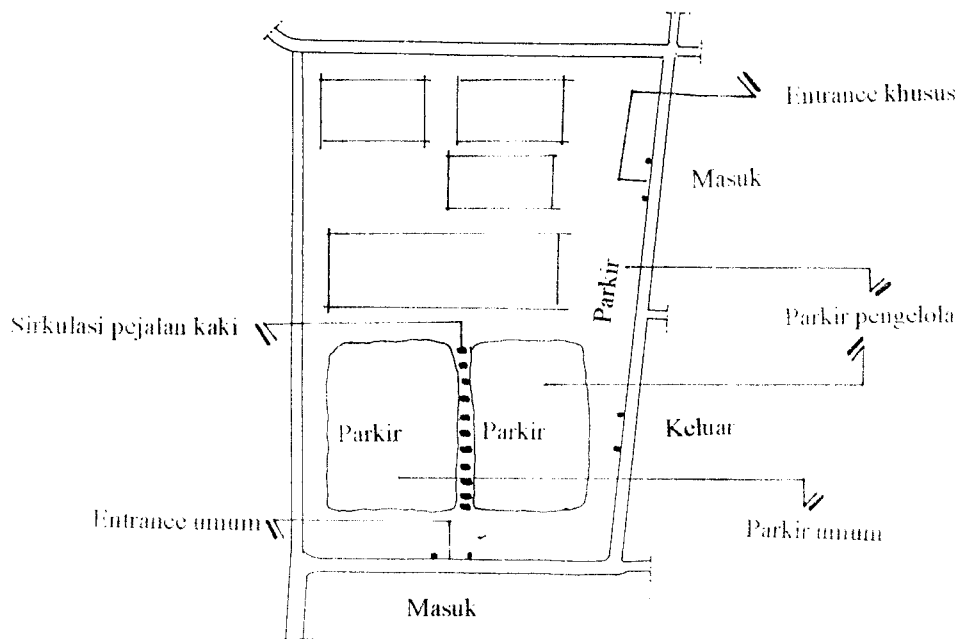 Entrance khusus
Masuk
Parkir
Parkir pengelola
Sirkulasi pejalan kaki
Parkir
Parkir
Keluar
Entrance umum
Parkir umum
Masuk